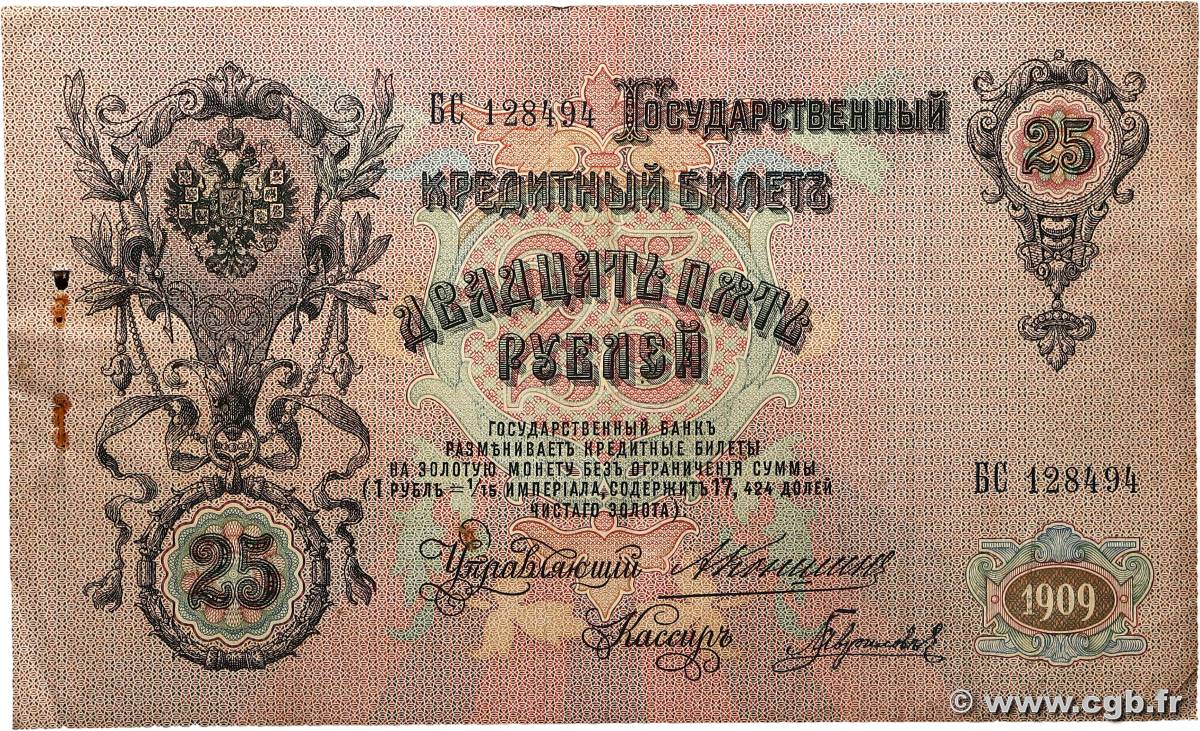 БС 128494 Государственный
Кредитный Билетъ
25
25
Двадцать пять
рублей
Государственный Банкъ
размѣниваетъ кредитные билеты
на золотую монету безъ ограниченія суммы
(1 рубль = 1/15 имперіала, содержитъ 17,424 долей
чистаго золота).
БС 128494
Управляющий
Кассиръ
25
1909
© www.cgb.fr